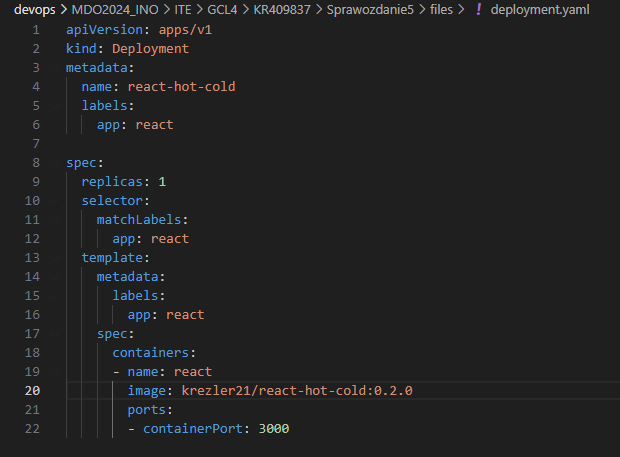 devops > MDO2024_INO > ITE > GCL4 > KR409837 > Sprawozdanie5 > files > ! deployment.yaml
1 apiVersion: apps/v1
2 kind: Deployment
3 metadata:
4   name: react-hot-cold
5   labels:
6     app: react
7
8 spec:
9   replicas: 1
10   selector:
11     matchLabels:
12       app: react
13   template:
14     metadata:
15       labels:
16         app: react
17     spec:
18       containers:
19       - name: react
20         image: krezler21/react-hot-cold:0.2.0
21         ports:
22         - containerPort: 3000